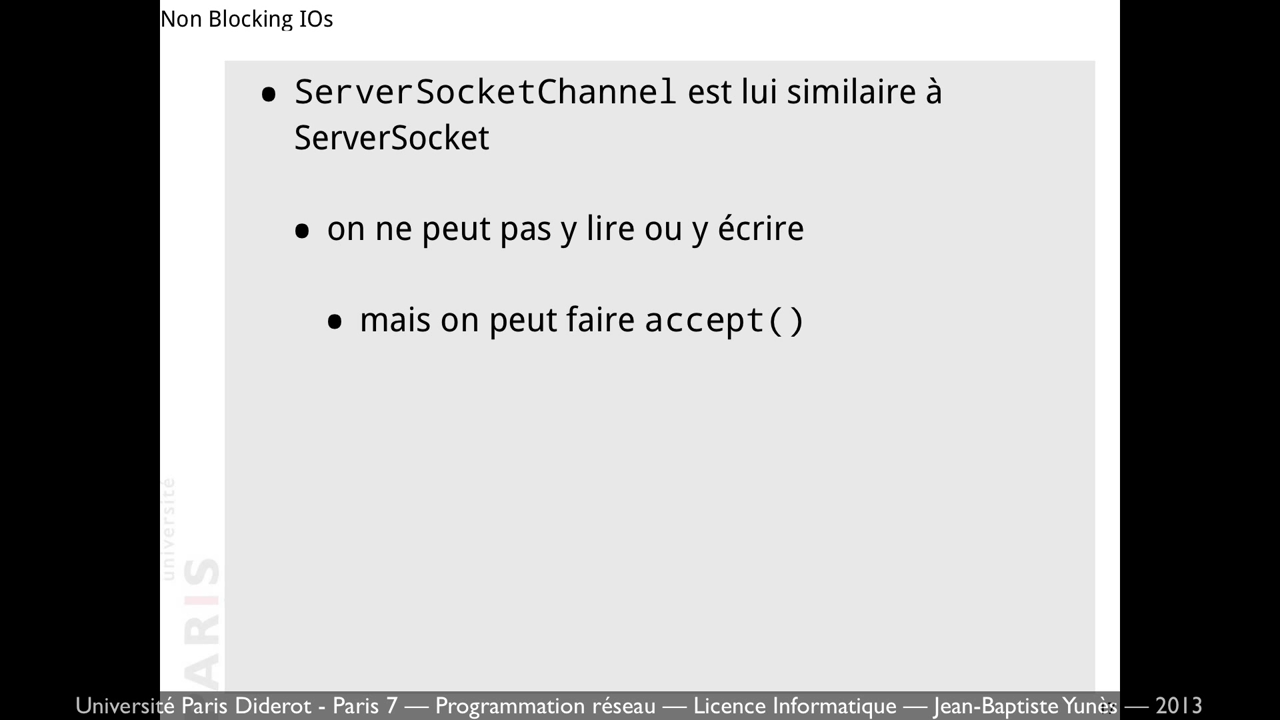 Non Blocking IOs
• ServerSocketChannel est lui similaire à
ServerSocket
• on ne peut pas y lire ou y écrire
• mais on peut faire accept()
université
PARIS
Université Paris Diderot - Paris 7 — Programmation réseau — Licence Informatique — Jean-Baptiste Yunès — 2013